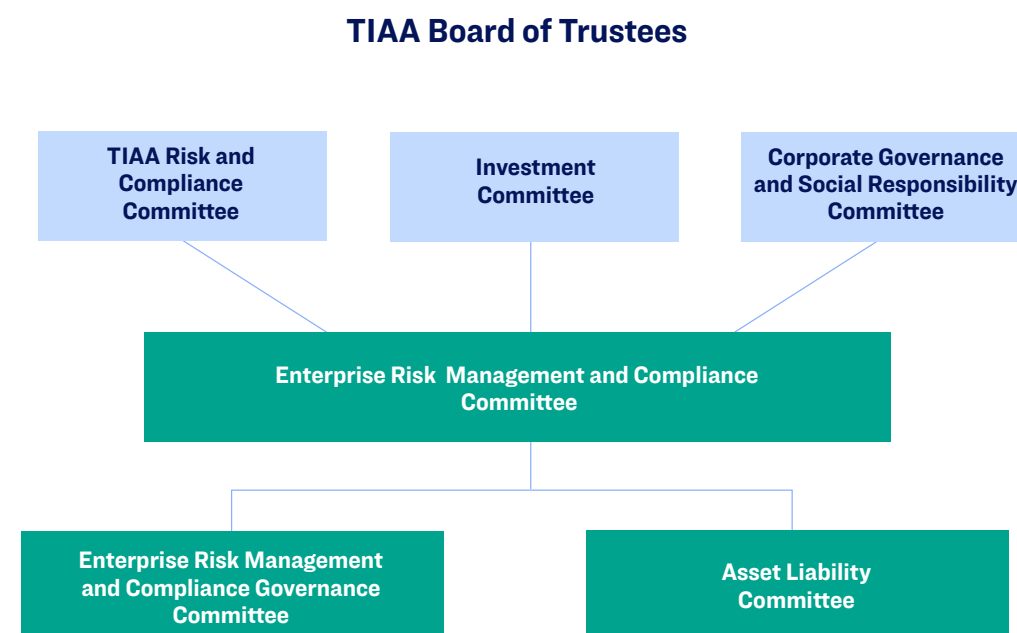 TIAA Board of Trustees
TIAA Risk and
Compliance
Committee
Investment
Committee
Corporate Governance
and Social Responsibility
Committee
Enterprise Risk Management and Compliance
Committee
Enterprise Risk Management
and Compliance Governance
Committee
Asset Liability
Committee